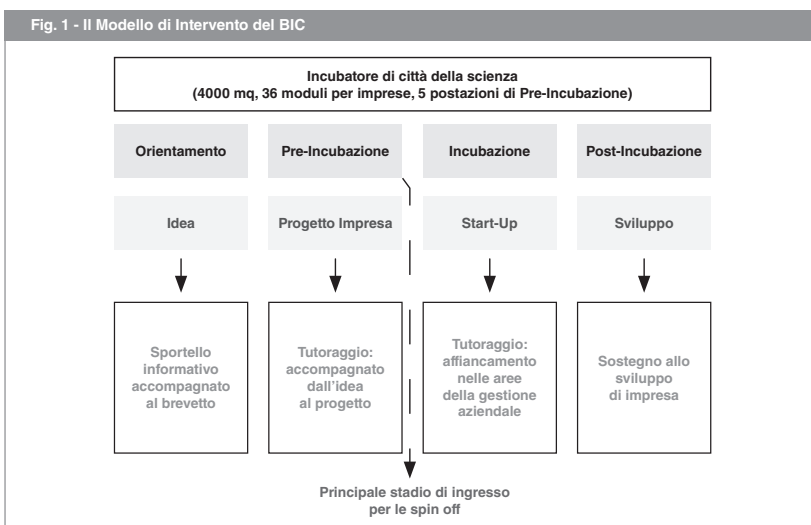 Fig. 1 - Il Modello di Intervento del BIC
Incubatore di città della scienza
(4000 mq, 36 moduli per imprese, 5 postazioni di Pre-Incubazione)
Orientamento
Pre-Incubazione
Incubazione
Post-Incubazione
Idea
Progetto Impresa
Start-Up
Sviluppo
Sportello
informativo
accompagnato
al brevetto
Tutoraggio:
accompagnato
dall'idea
al progetto
Tutoraggio:
affiancamento
nelle aree
della gestione
aziendale
Sostegno allo
sviluppo
di impresa
Principale stadio di ingresso
per le spin off